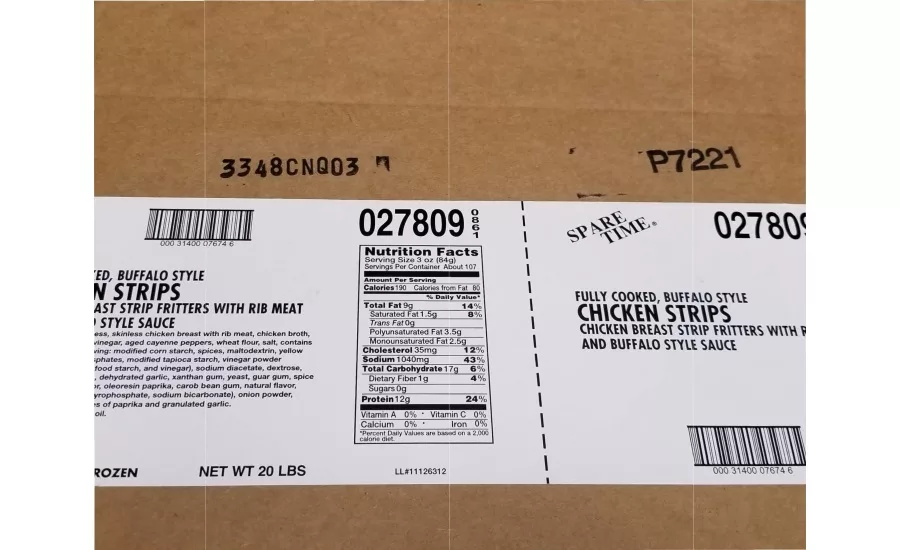 3348CNQ03
P7221
000 31400 07674 6
ED, BUFFALO STYLE
N STRIPS
AST STRIP FRITTERS WITH RIB MEAT
STYLE SAUCE
ess, skinless chicken breast with rib meat, chicken broth,
vinegar, aged cayenne peppers, wheat flour, salt, contains
ving: modified corn starch, spices, maltodextrin, yellow
phates, modified tapioca starch, vinegar powder
food starch, and vinegar), sodium diacetate, dextrose,
, dehydrated garlic, xanthan gum, yeast, guar gum, spice
r, oleoresin paprika, carob bean gum, natural flavor,
yrophosphate, sodium bicarbonate), onion powder,
s of paprika and granulated garlic.
oil.
ROZEN
NET WT 20 LBS
027809
0861
Nutrition Facts
Serving Size 3 oz (84g)
Servings Per Container About 107
Amount Per Serving
Calories 190 Calories from Fat 80
% Daily Value*
Total Fat 9g 14%
Saturated Fat 1.5g 8%
Trans Fat 0g
Polyunsaturated Fat 3.5g
Monounsaturated Fat 2.5g
Cholesterol 35mg 12%
Sodium 1040mg 43%
Total Carbohydrate 17g 6%
Dietary Fiber 1g 4%
Sugars 0g
Protein 12g 24%
Vitamin A 0% • Vitamin C 0%
Calcium 0% • Iron 0%
*Percent Daily Values are based on a 2,000
calorie diet.
LL#11126312
SPARE
TIME®
027809
FULLY COOKED, BUFFALO STYLE
CHICKEN STRIPS
CHICKEN BREAST STRIP FRITTERS WITH R
AND BUFFALO STYLE SAUCE
000 31400 07674 6